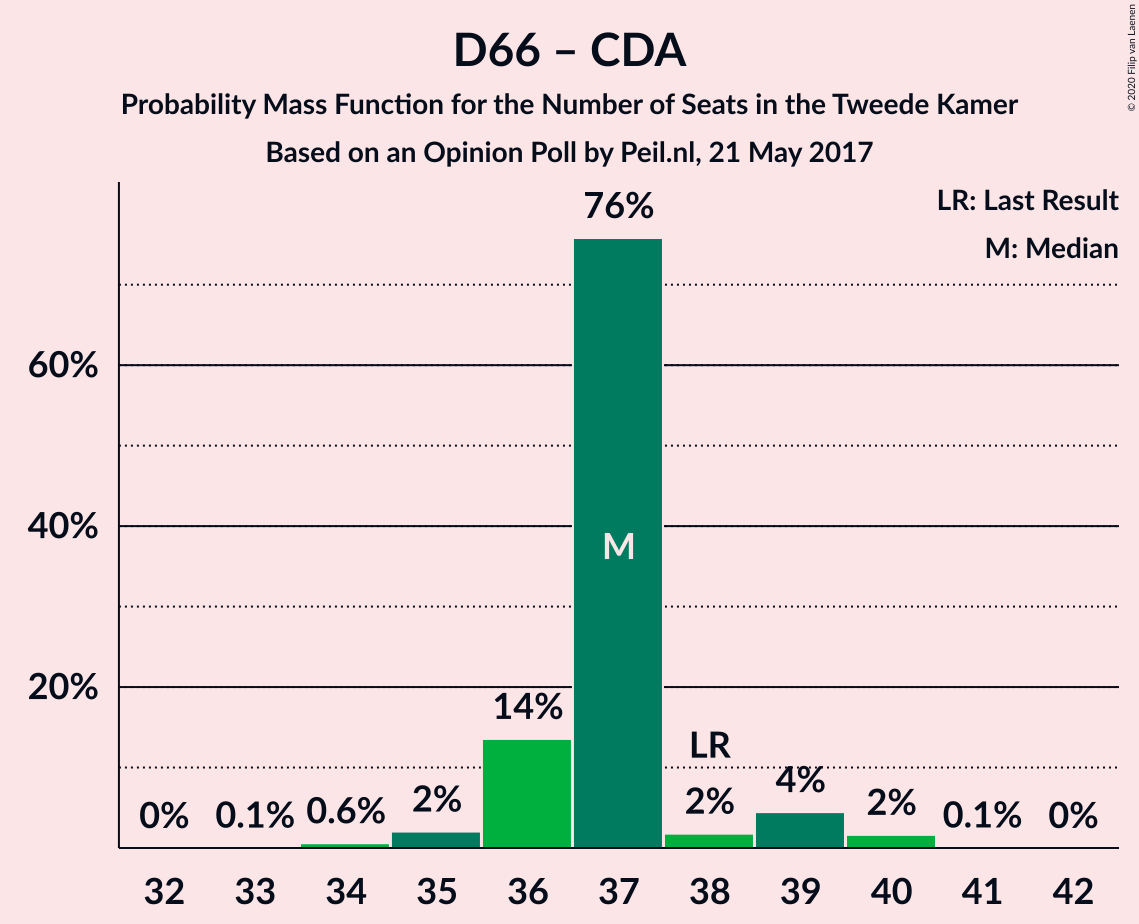 D66 – CDA
Probability Mass Function for the Number of Seats in the Tweede Kamer
Based on an Opinion Poll by Peil.nl, 21 May 2017
© 2020 Filip van Laenen
LR: Last Result
M: Median
60%
40%
20%
0%
0.1%
0.6%
2%
14%
76%
M
LR
2%
4%
2%
0.1%
0%
32 33 34 35 36 37 38 39 40 41 42